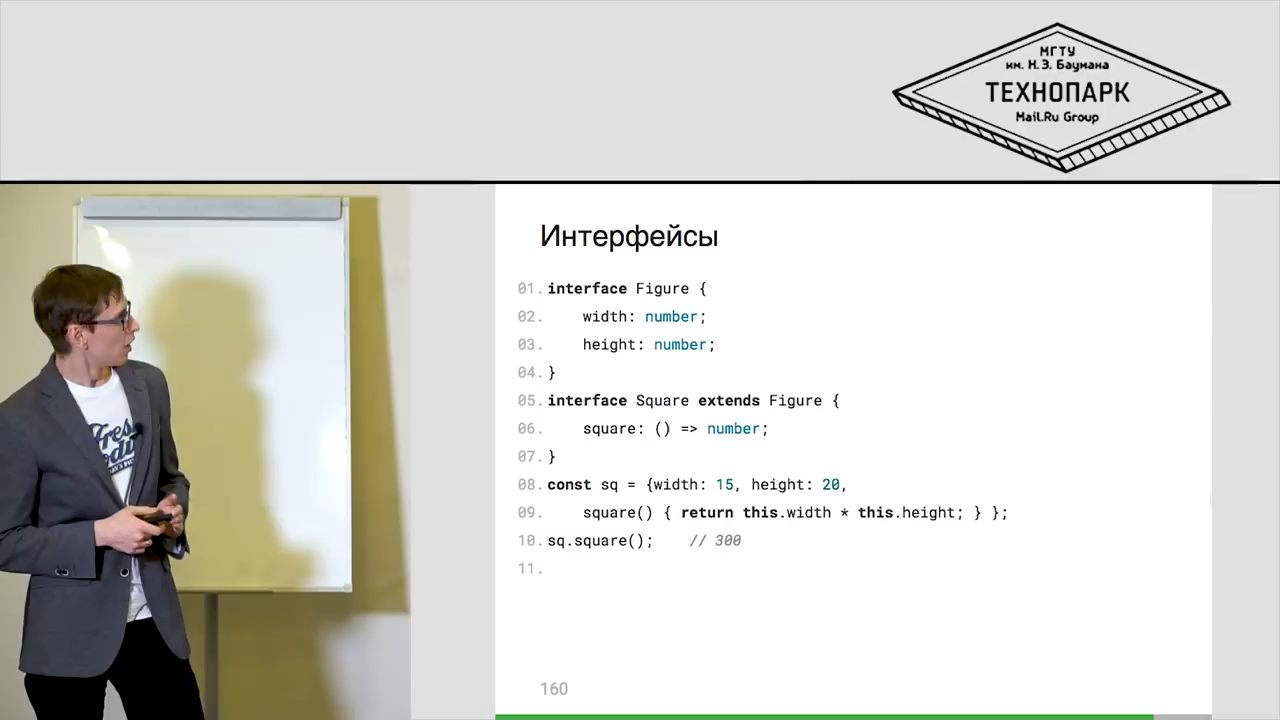 МГТУ
им. Н.Э. Баумана
ТЕХНОПАРК
Mail.Ru Group
Интерфейсы
01. interface Figure {
02. width: number;
03. height: number;
04. }
05. interface Square extends Figure {
06. square: () => number;
07. }
08. const sq = {width: 15, height: 20,
09. square() { return this.width * this.height; } };
10. sq.square(); // 300
11.
160